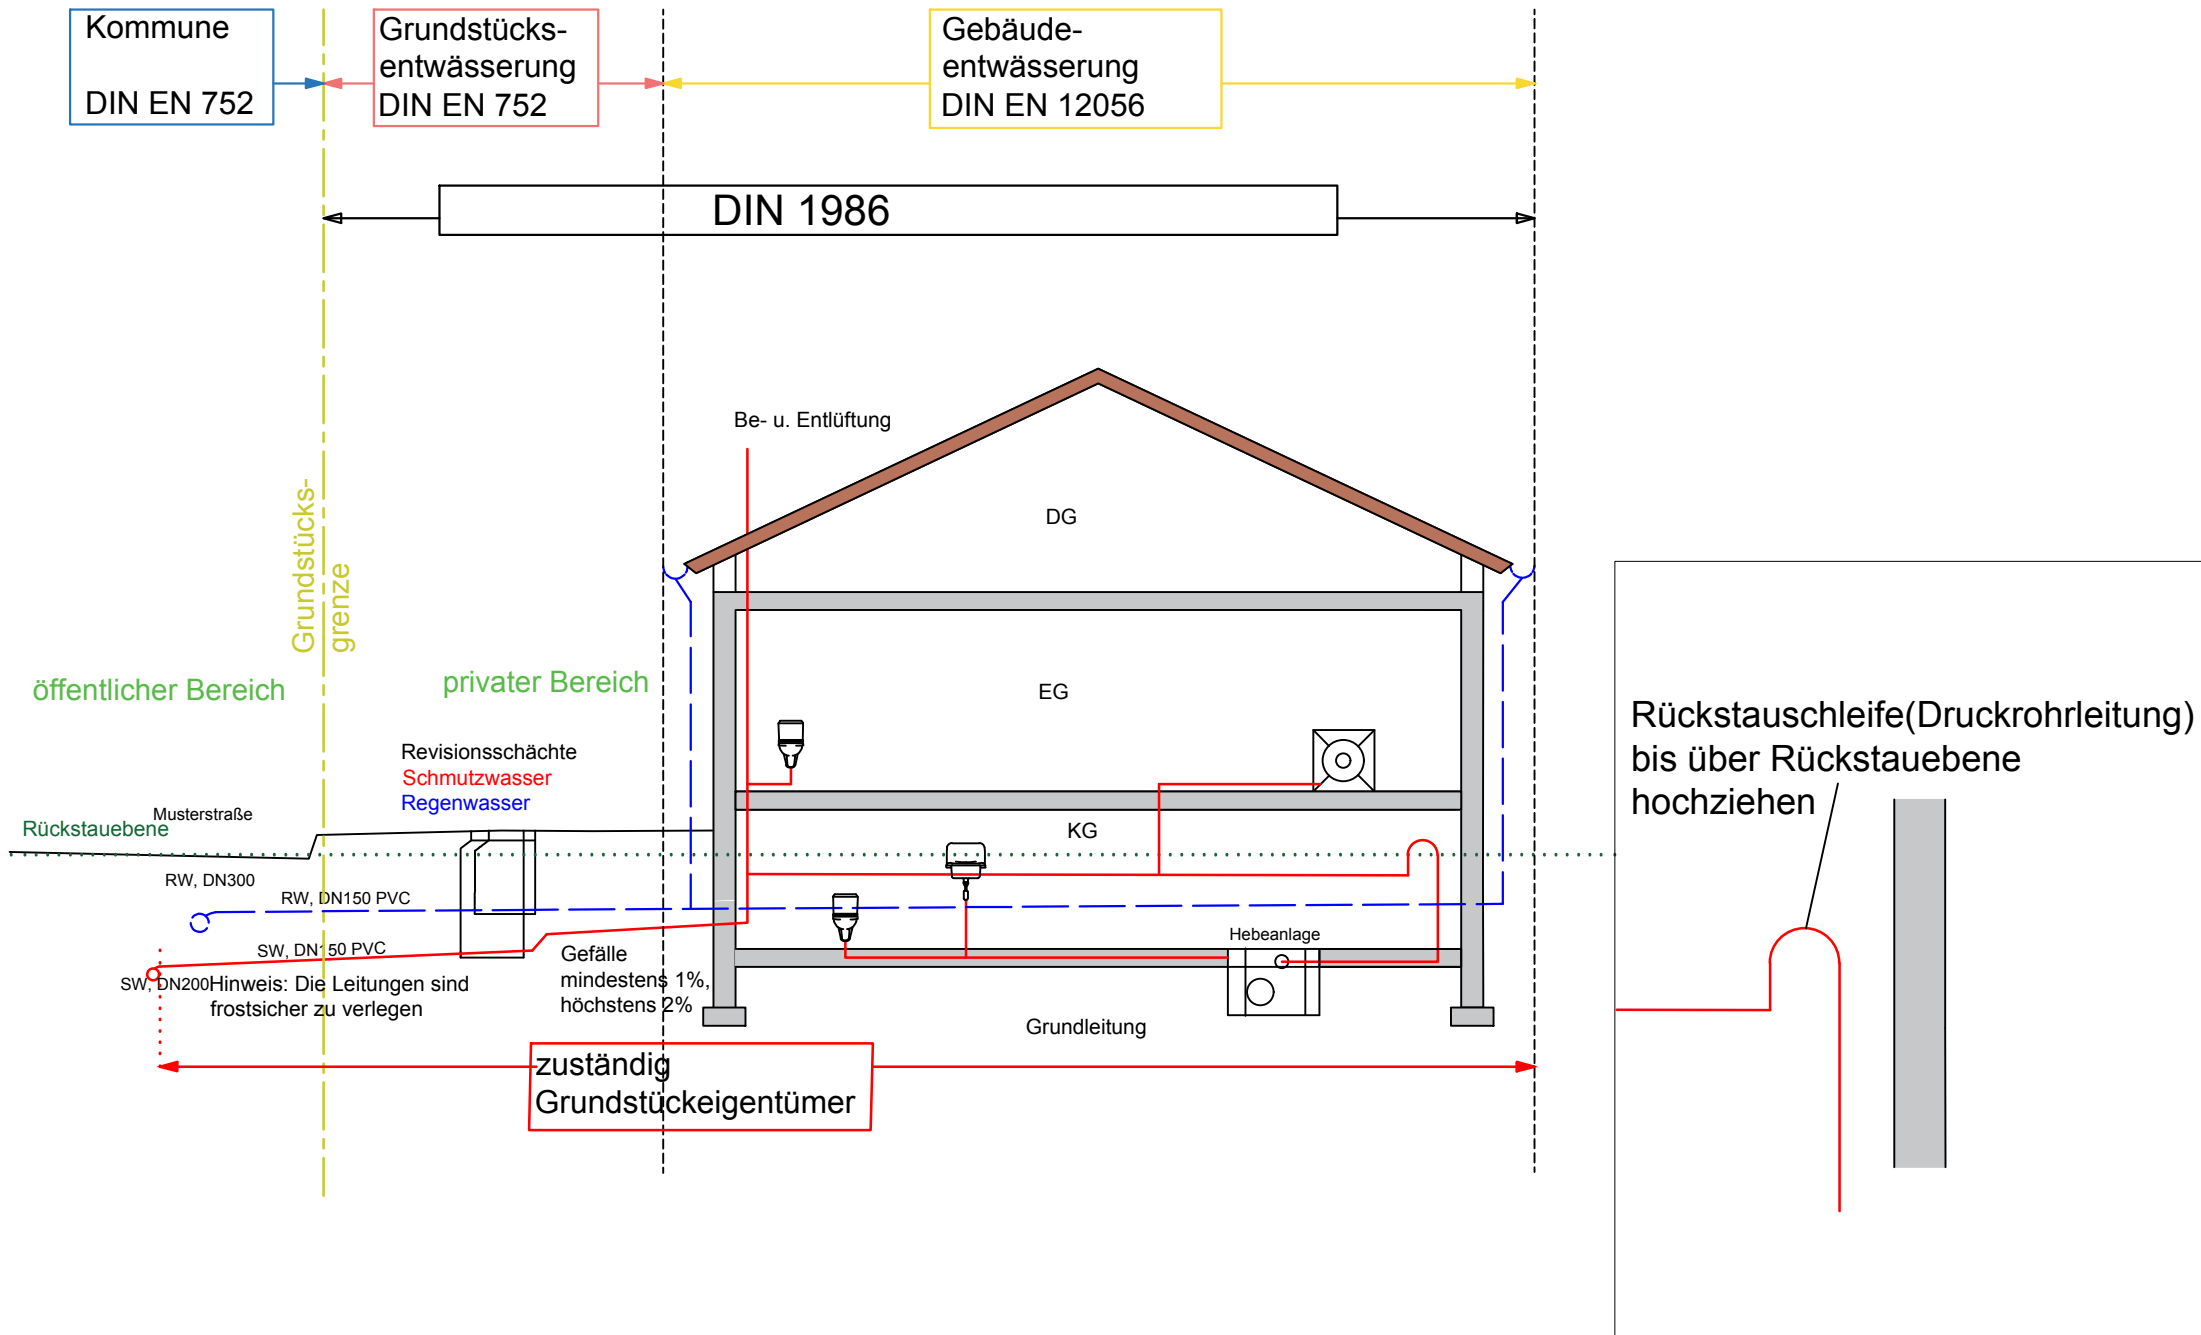 Kommune
DIN EN 752
Grundstücks-
entwässerung
DIN EN 752
Gebäude-
entwässerung
DIN EN 12056
DIN 1986
Be- u. Entlüftung
DG
Grundstücks-
grenze
öffentlicher Bereich
privater Bereich
EG
Revisionsschächte
Schmutzwasser
Regenwasser
Musterstraße
Rückstauebene
KG
RW, DN300
RW, DN150 PVC
SW, DN150 PVC
SW, DN200
Hinweis: Die Leitungen sind
frostsicher zu verlegen
Gefälle
mindestens 1%,
höchstens 2%
Hebeanlage
Grundleitung
zuständig
Grundstückeigentümer
Rückstauschleife(Druckrohrleitung)
bis über Rückstauebene
hochziehen